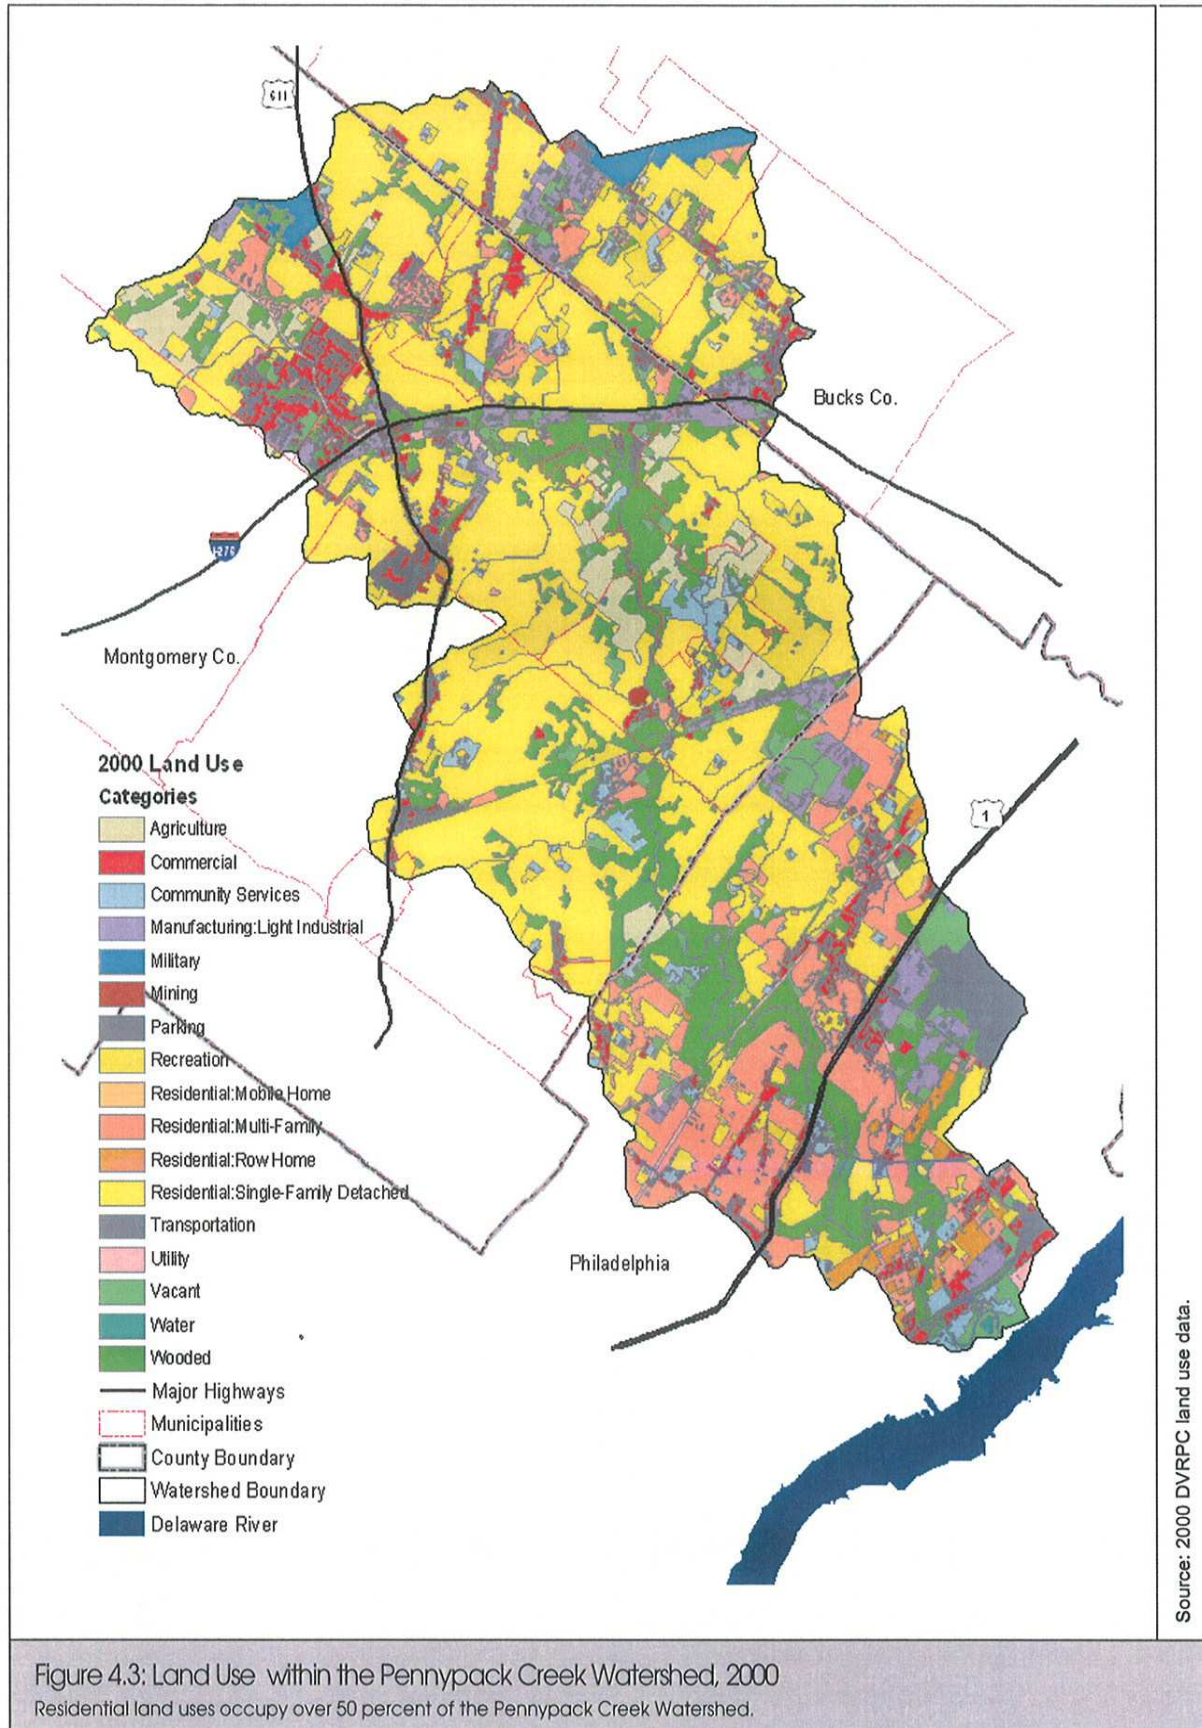 611
Bucks Co.
I-276
Montgomery Co.
1
Philadelphia
2000 Land Use
Categories
Agriculture
Commercial
Community Services
Manufacturing:Light Industrial
Military
Mining
Parking
Recreation
Residential:Mobile Home
Residential:Multi-Family
Residential:Row Home
Residential:Single-Family Detached
Transportation
Utility
Vacant
Water
Wooded
Major Highways
Municipalities
County Boundary
Watershed Boundary
Delaware River
Source: 2000 DVRPC land use data.
Figure 4.3: Land Use within the Pennypack Creek Watershed, 2000
Residential land uses occupy over 50 percent of the Pennypack Creek Watershed.